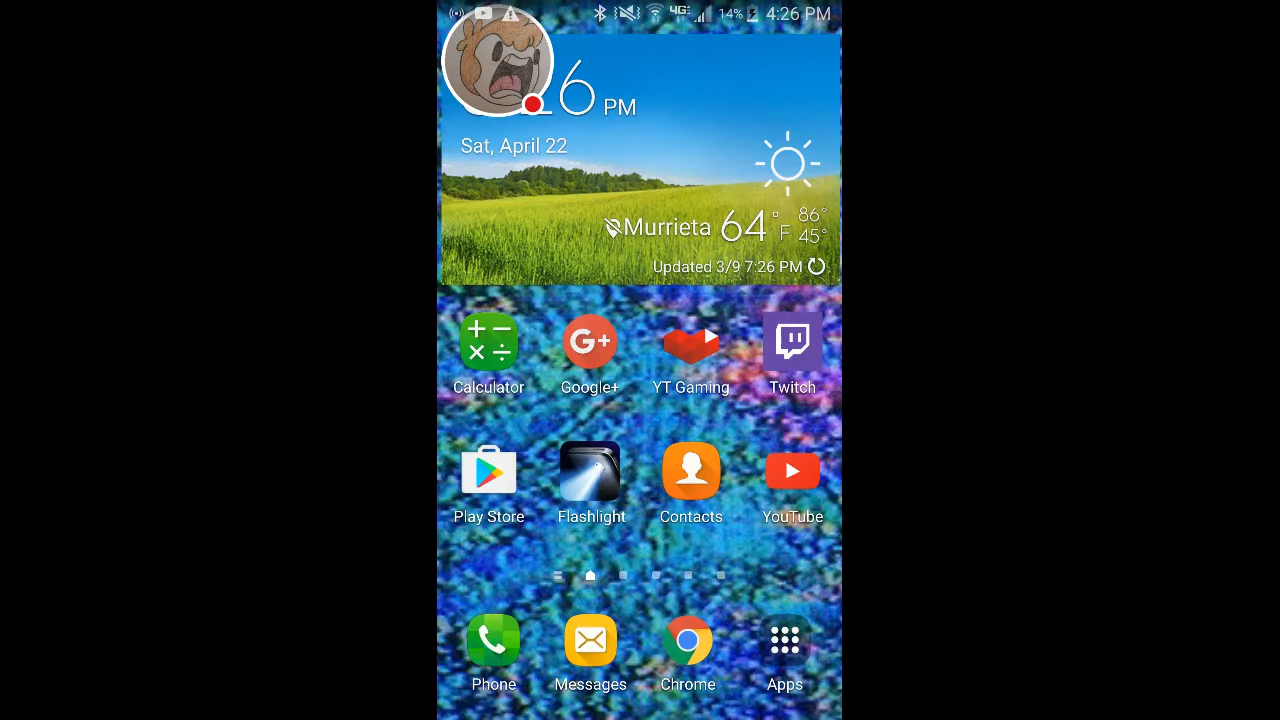 4G 14% 4:26 PM
6 PM
Sat, April 22
Murrieta 64°F 86°
45°
Updated 3/9 7:26 PM
Calculator G+ Google+ YT Gaming Twitch
Play Store Flashlight Contacts YouTube
Phone Messages Chrome Apps